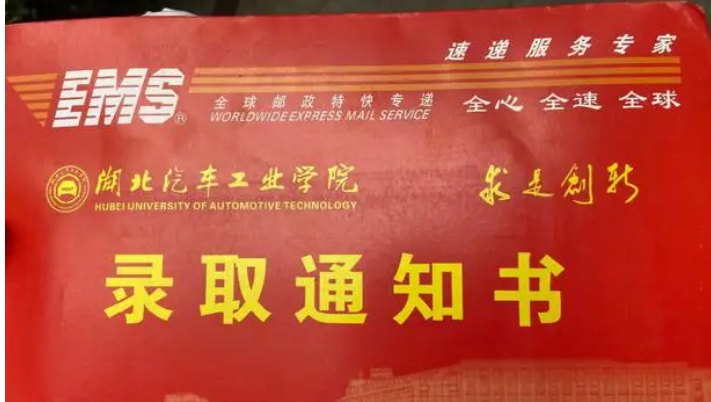 速递服务专家
EMS®
全球邮政特快专递
WORLDWIDE EXPRESS MAIL SERVICE
全心 全速 全球
湖北汽车工业学院
HUBEI UNIVERSITY OF AUTOMOTIVE TECHNOLOGY
求是创新
录取通知书